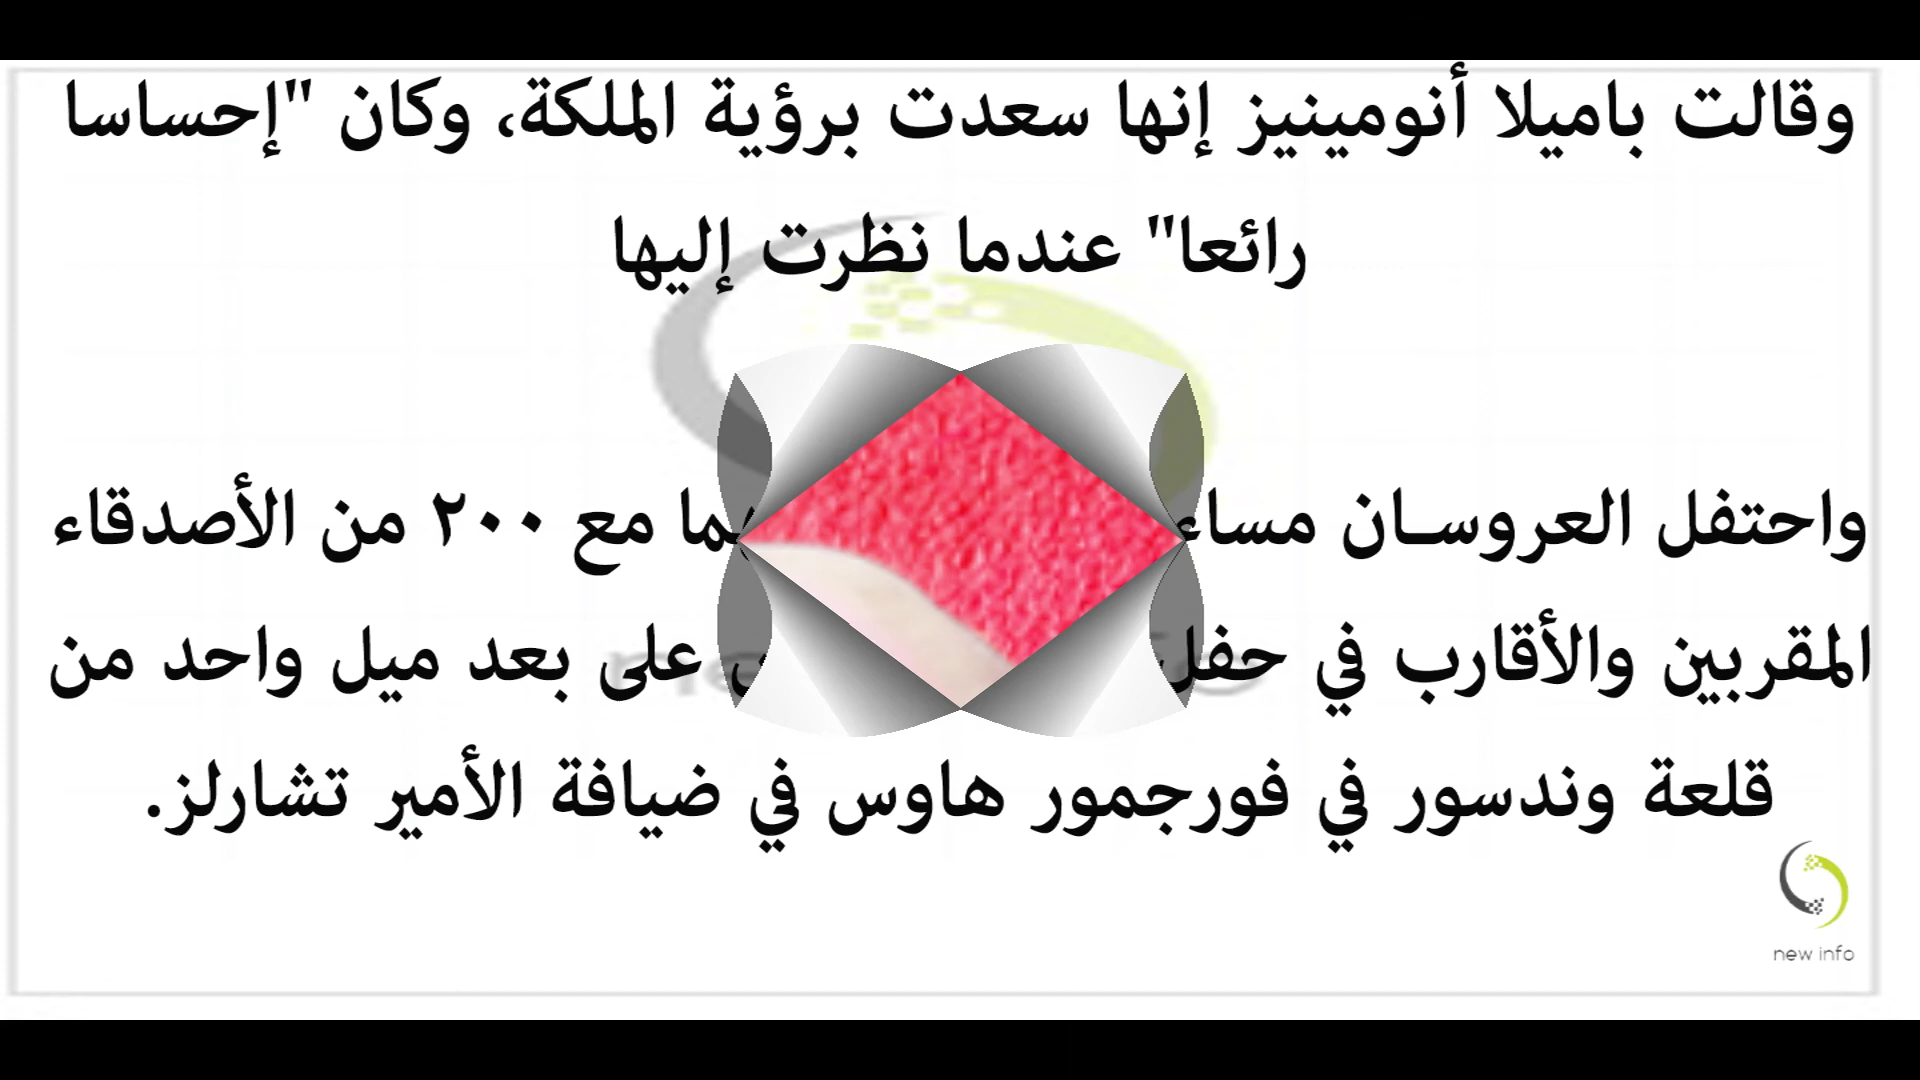 وقالت باميلا أنومينيز إنها سعدت برؤية الملكة، وكان "إحساسا
رائعا" عندما نظرت إليها
واحتفل العروسـان مساء مع ٢٠٠ من الأصدقاء
المقربين والأقارب في حفل على بعد ميل واحد من
قلعة وندسور في فورجمور هاوس في ضيافة الأمير تشارلز.
new info